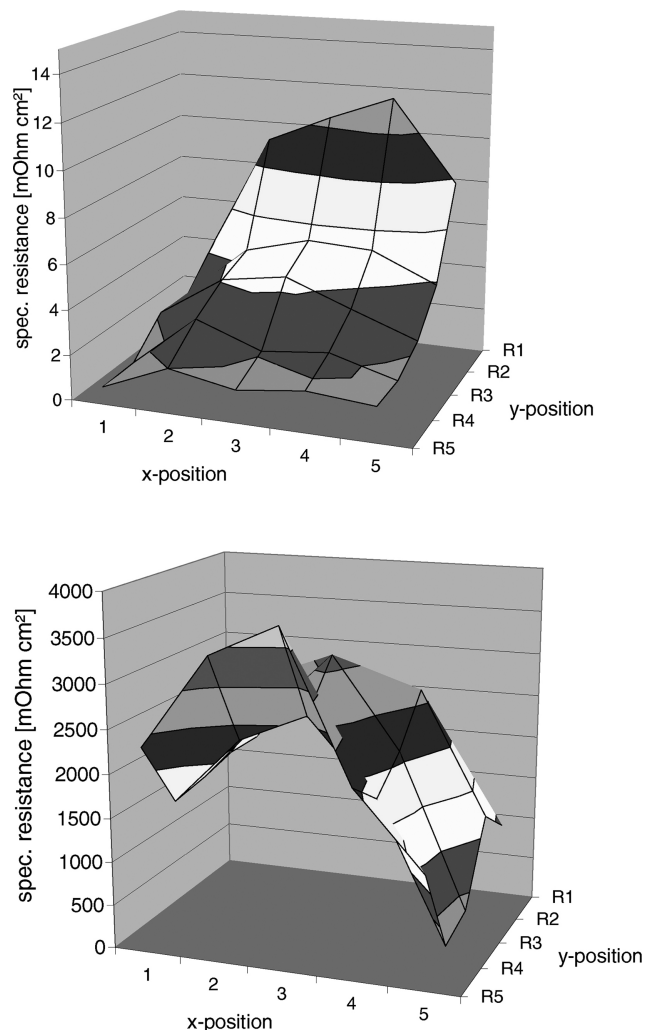 spec. resistance [mOhm cm²]
14
12
10
8
6
4
2
0
1
2
3
4
5
x-position
R1
R2
R3
R4
R5
y-position
spec. resistance [mOhm cm²]
4000
3500
3000
2500
2000
1500
1000
500
0
1
2
3
4
5
x-position
R1
R2
R3
R4
R5
y-position